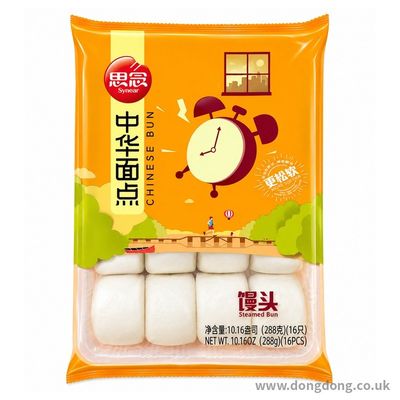 思念
Synear
中华面点
CHINESE BUN
更松软
馒头
Steamed Bun
净含量:10.16盎司 (288克)(16只)
NET WT. 10.16OZ (288g)(16PCS)
www.dongdong.co.uk